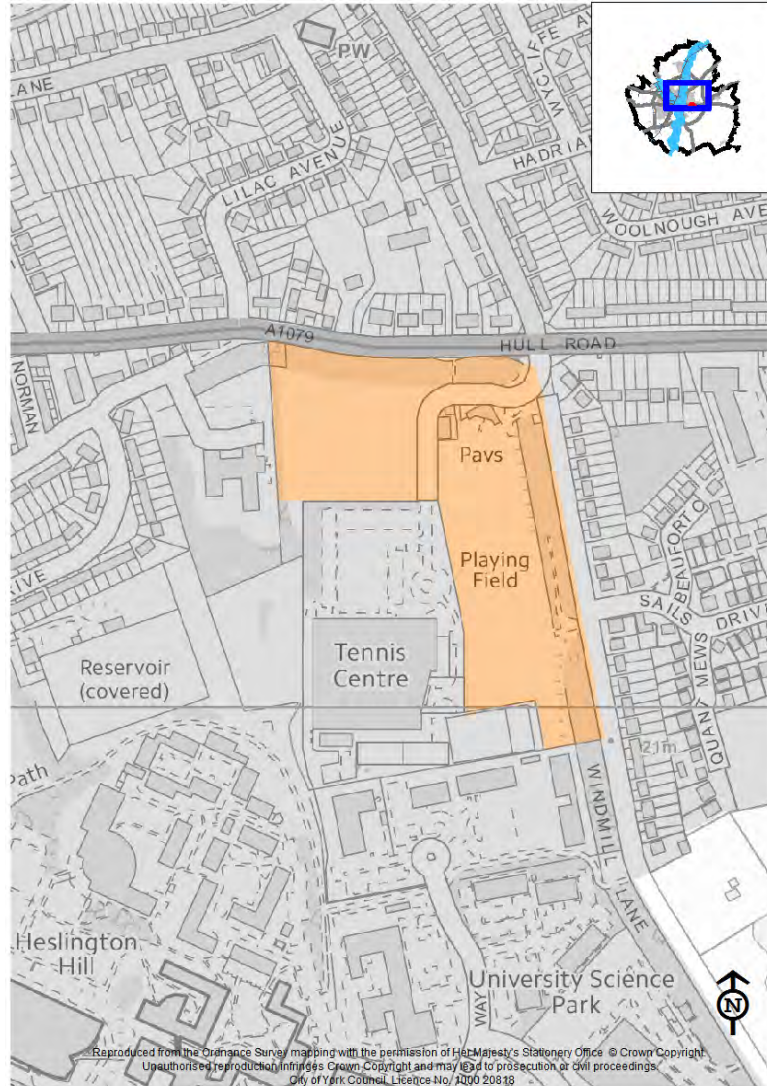 PW
LANE
WYCLIFFE AV
LILAC AVENUE
HADRIA
WOOLNOUGH AVE
A1079
HULL ROAD
NORMAN
Pavs
Playing
Field
BEAUFORT C
SAILS DRIVE
QUANT MEWS
IVE
Tennis
Centre
Reservoir
(covered)
21m
Path
WINDMILL LANE
Heslington
Hill
University Science
Park
WAY
N
Reproduced from the Ordnance Survey mapping with the permission of Her Majesty's Stationery Office © Crown Copyright.
Unauthorised reproduction infringes Crown Copyright and may lead to prosecution or civil proceedings
City of York Council. Licence No. 1000 20818